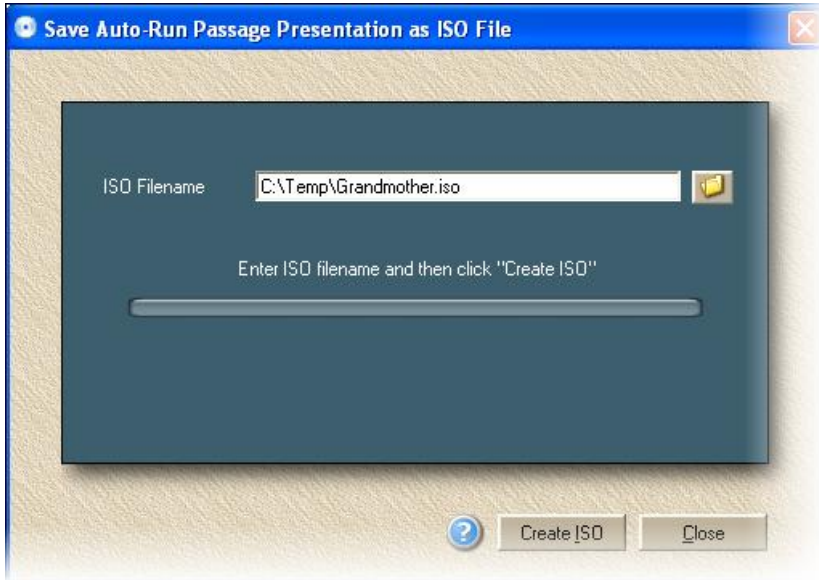 Save Auto-Run Passage Presentation as ISO File
ISO Filename C:\Temp\Grandmother.iso
Enter ISO filename and then click "Create ISO"
Create ISO Close